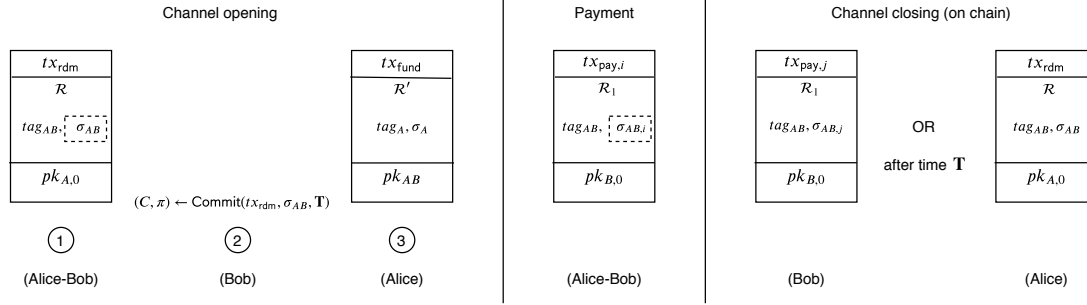 Channel opening
tx_rdm
R
tag_AB, σ_AB
pk_A,0
1
(Alice-Bob)
(C, π) ← Commit(tx_rdm, σ_AB, T)
2
(Bob)
tx_fund
R′
tag_A, σ_A
pk_AB
3
(Alice)
Payment
tx_pay,i
R_1
tag_AB, σ_AB,i
pk_B,0
(Alice-Bob)
Channel closing (on chain)
tx_pay,j
R_1
tag_AB, σ_AB,j
pk_B,0
(Bob)
OR
after time T
tx_rdm
R
tag_AB, σ_AB
pk_A,0
(Alice)